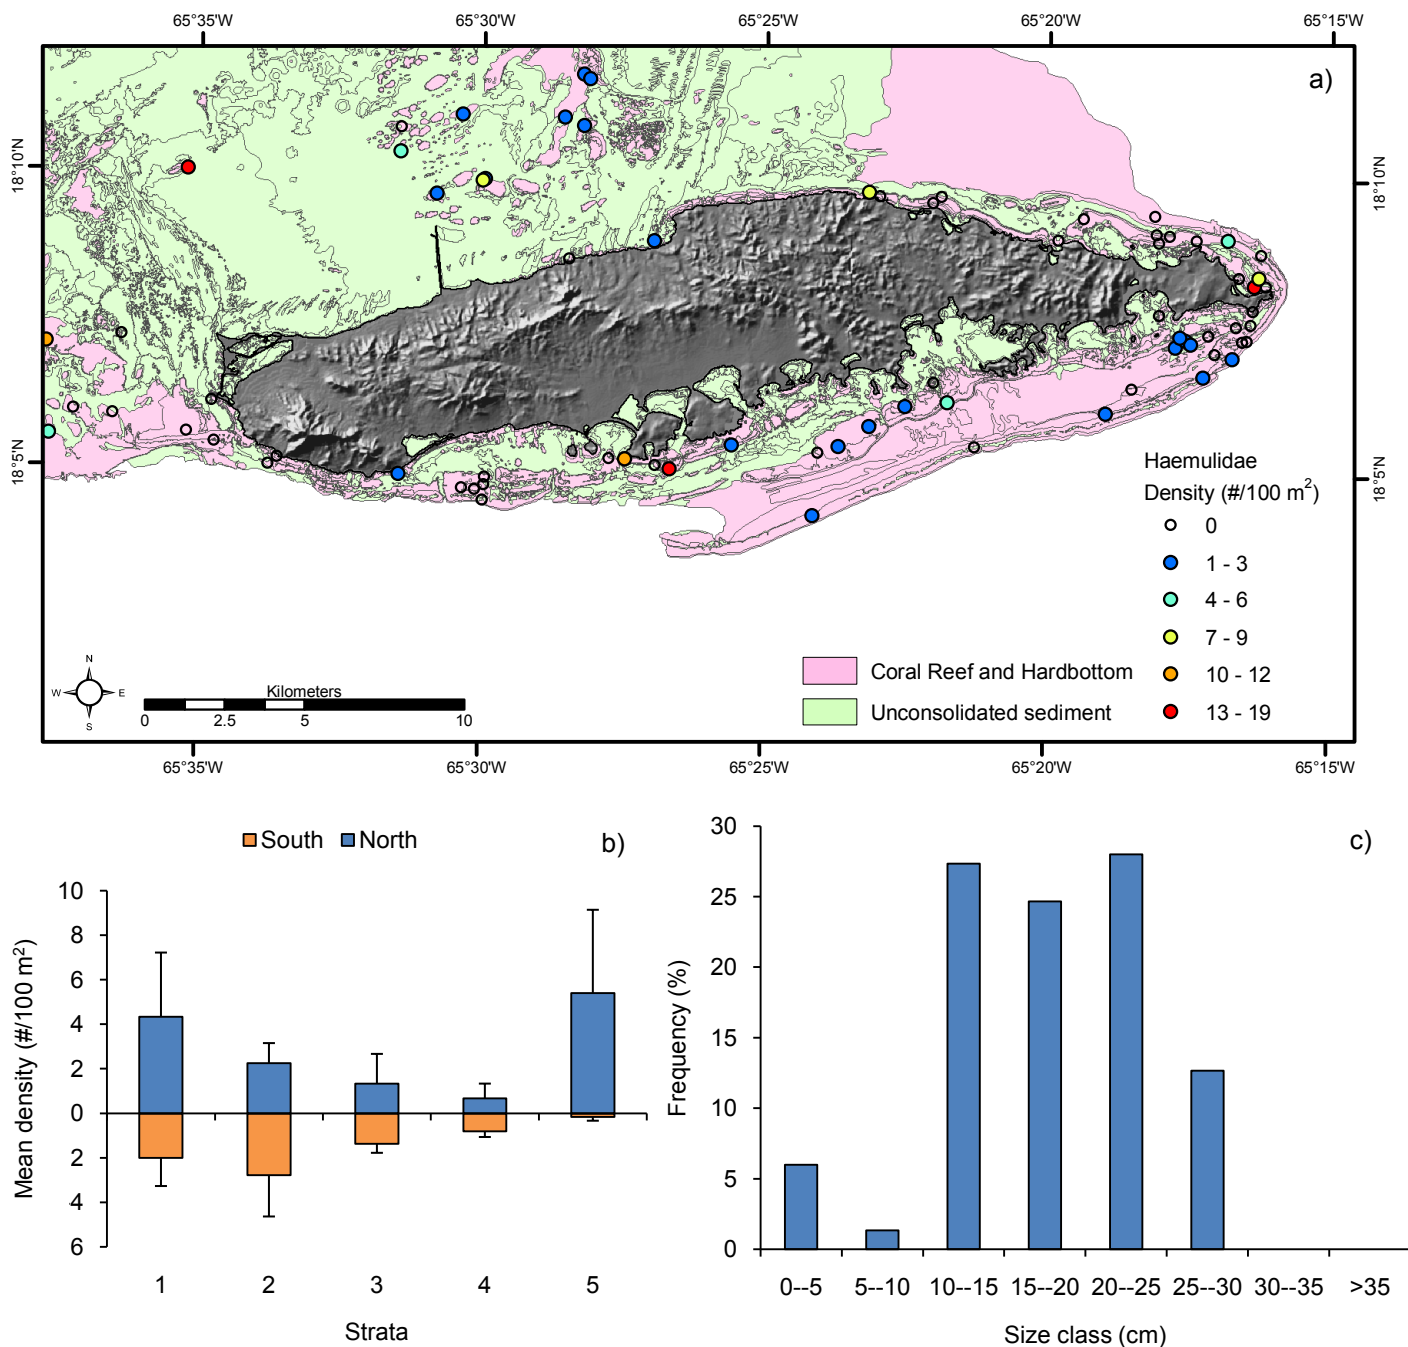 65°35'W 65°30'W 65°25'W 65°20'W 65°15'W
a)
18°10'N 18°10'N
18°5'N 18°5'N
Haemulidae
Density (#/100 m²)
0
1 - 3
4 - 6
7 - 9
10 - 12
13 - 19
Coral Reef and Hardbottom
Unconsolidated sediment
N
W E
S
Kilometers
0 2.5 5 10
65°35'W 65°30'W 65°25'W 65°20'W 65°15'W
South North
b)
Mean density (#/100 m²)
10
8
6
4
2
0
2
4
6
1 2 3 4 5
Strata
c)
Frequency (%)
30
25
20
15
10
5
0
0--5 5--10 10--15 15--20 20--25 25--30 30--35 >35
Size class (cm)